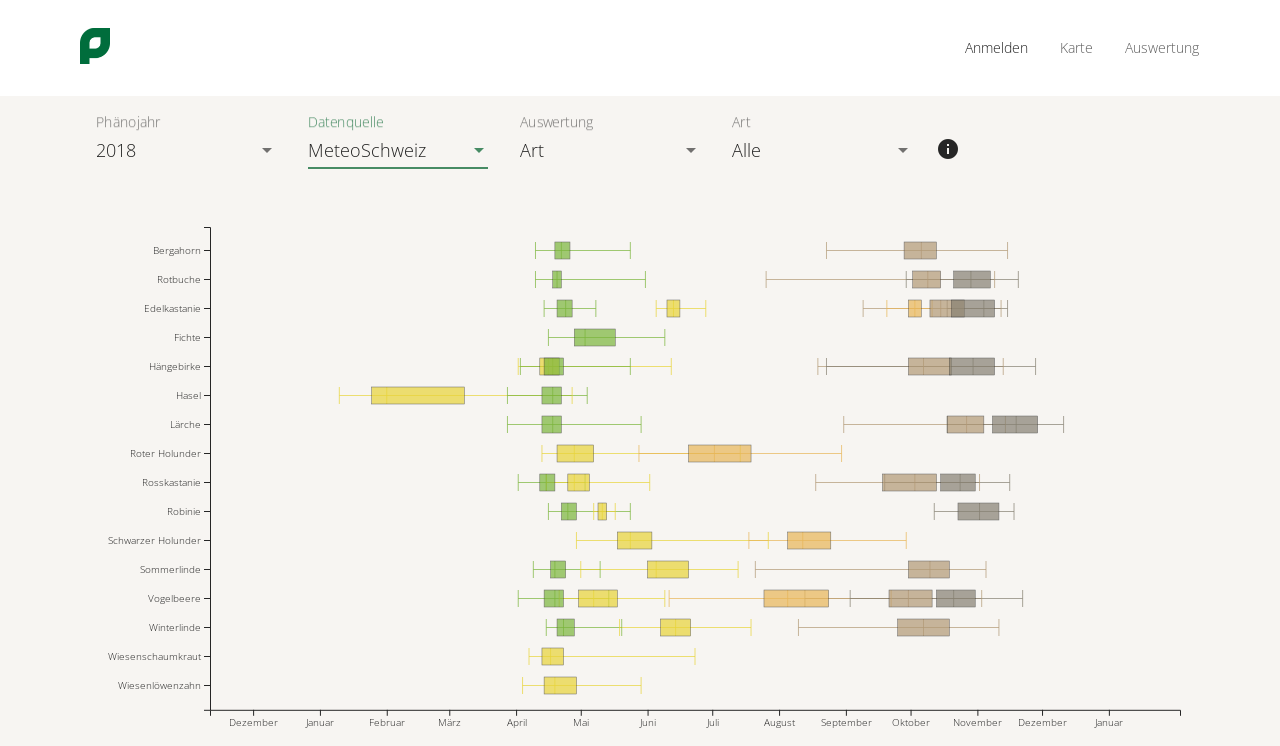 Anmelden Karte Auswertung
Phänojahr Datenquelle Auswertung Art
2018 MeteoSchweiz Art Alle
Bergahorn
Rotbuche
Edelkastanie
Fichte
Hängebirke
Hasel
Lärche
Roter Holunder
Rosskastanie
Robinie
Schwarzer Holunder
Sommerlinde
Vogelbeere
Winterlinde
Wiesenschaumkraut
Wiesenlöwenzahn
Dezember Januar Februar März April Mai Juni Juli August September Oktober November Dezember Januar